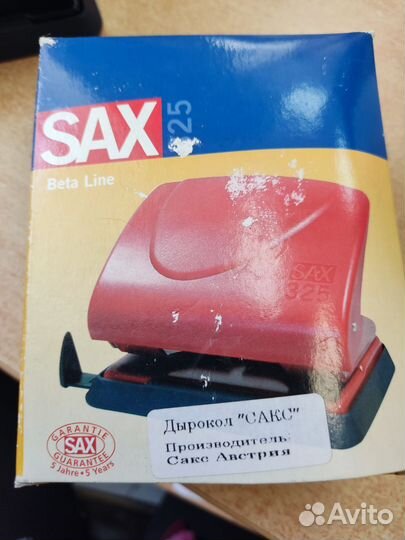 SAX
325
Beta Line
SAX
325
GARANTIE
SAX
GUARANTEE
5 Jahre • 5 Years
Дырокол "САКС"
Производитель:
Сакс Австрия
Avito